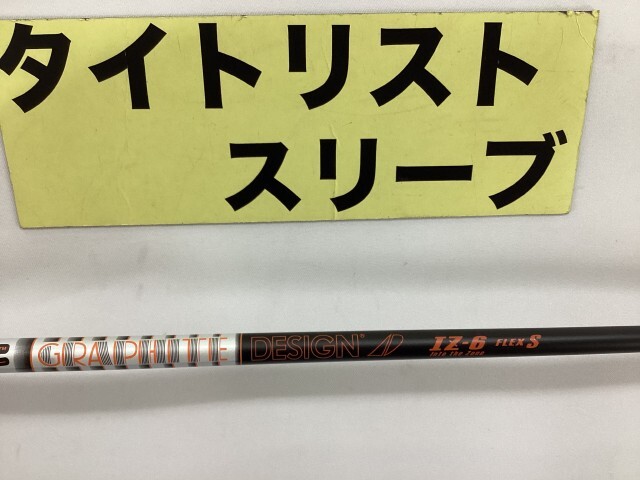 タイトリスト
スリーブ
GRAPHITE DESIGN® IZ-6 FLEX S
Into The Zone